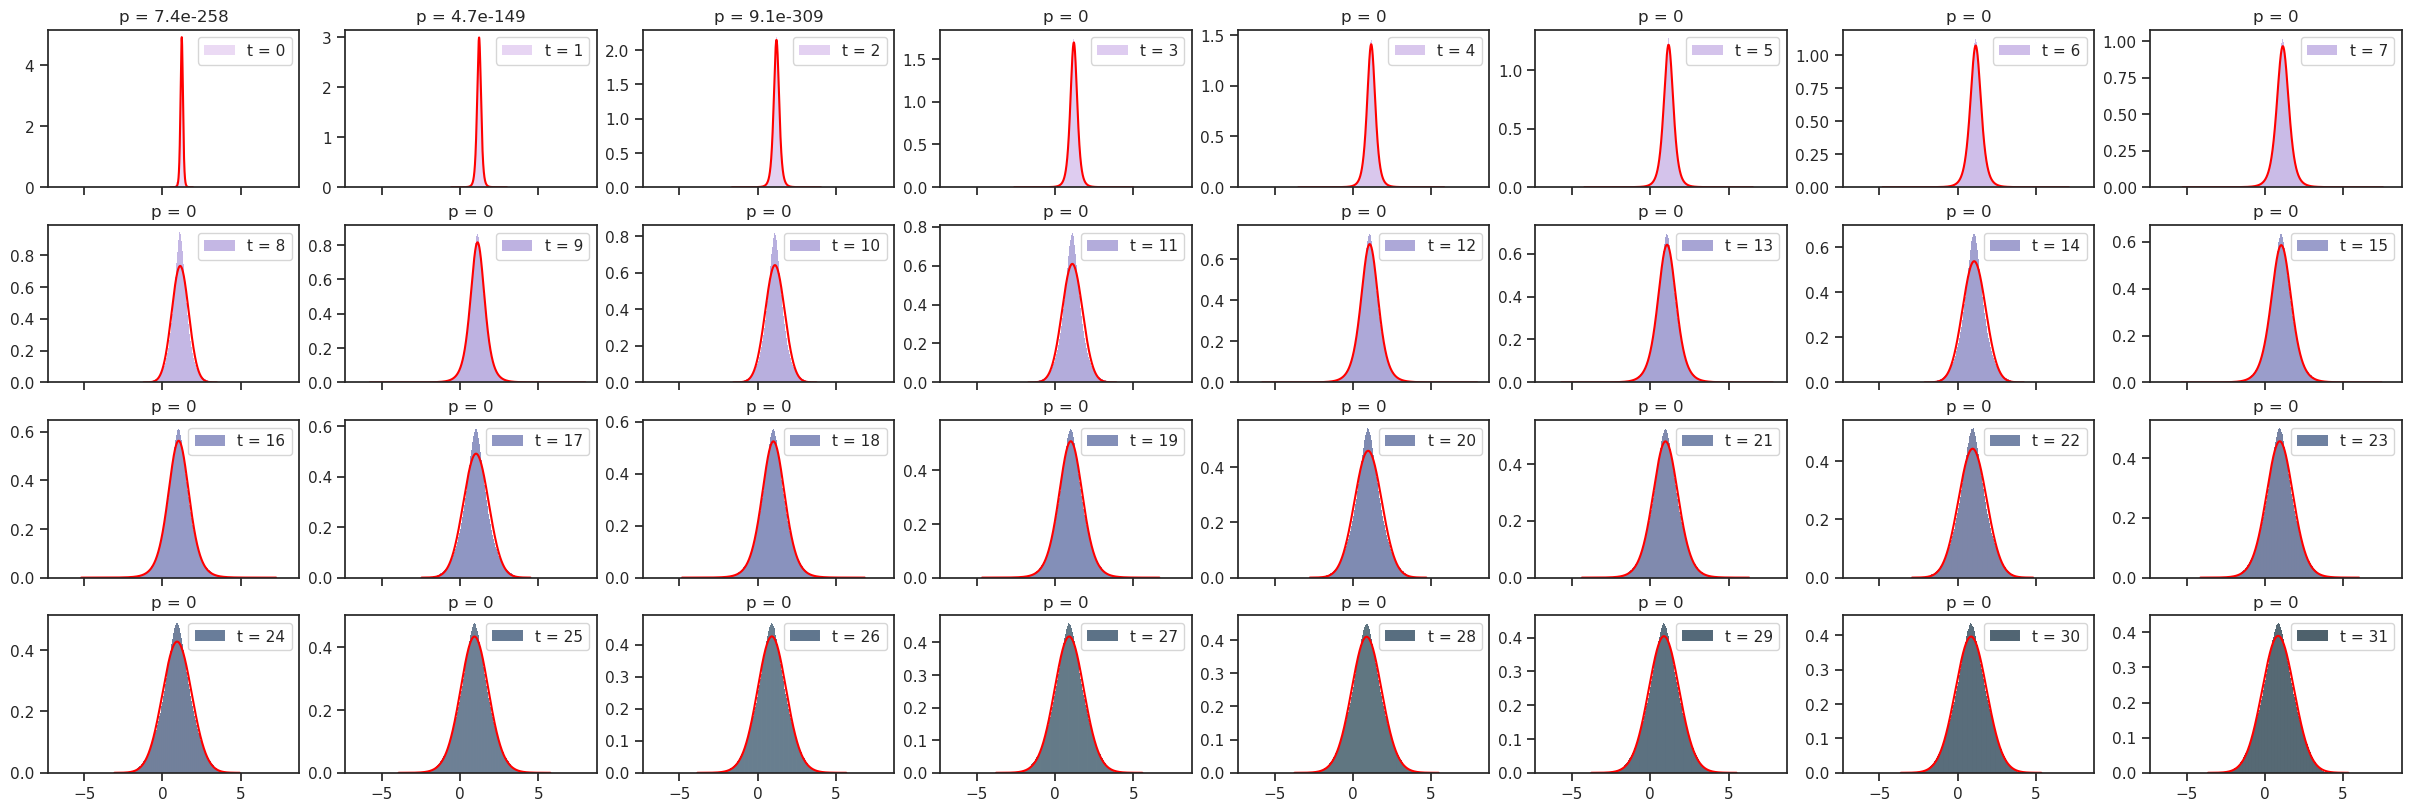 p = 7.4e-258 p = 4.7e-149 p = 9.1e-309 p = 0 p = 0 p = 0 p = 0 p = 0
t = 0 t = 1 t = 2 t = 3 t = 4 t = 5 t = 6 t = 7
4 2 0
3 2 1 0
2.0 1.5 1.0 0.5 0.0
1.5 1.0 0.5 0.0
1.5 1.0 0.5 0.0
1.0 0.5 0.0
1.00 0.75 0.50 0.25 0.00
1.00 0.75 0.50 0.25 0.00
p = 0 p = 0 p = 0 p = 0 p = 0 p = 0 p = 0 p = 0
t = 8 t = 9 t = 10 t = 11 t = 12 t = 13 t = 14 t = 15
0.8 0.6 0.4 0.2 0.0
0.8 0.6 0.4 0.2 0.0
0.8 0.6 0.4 0.2 0.0
0.8 0.6 0.4 0.2 0.0
0.6 0.4 0.2 0.0
0.6 0.4 0.2 0.0
0.6 0.4 0.2 0.0
0.6 0.4 0.2 0.0
p = 0 p = 0 p = 0 p = 0 p = 0 p = 0 p = 0 p = 0
t = 16 t = 17 t = 18 t = 19 t = 20 t = 21 t = 22 t = 23
0.6 0.4 0.2 0.0
0.6 0.5 0.4 0.3 0.2 0.1 0.0
0.6 0.5 0.4 0.3 0.2 0.1 0.0
0.4 0.2 0.0
0.4 0.2 0.0
0.4 0.2 0.0
0.4 0.2 0.0
0.4 0.2 0.0
p = 0 p = 0 p = 0 p = 0 p = 0 p = 0 p = 0 p = 0
t = 24 t = 25 t = 26 t = 27 t = 28 t = 29 t = 30 t = 31
0.4 0.2 0.0
0.4 0.2 0.0
0.4 0.3 0.2 0.1 0.0
0.4 0.3 0.2 0.1 0.0
0.4 0.3 0.2 0.1 0.0
0.4 0.3 0.2 0.1 0.0
0.4 0.3 0.2 0.1 0.0
0.4 0.3 0.2 0.1 0.0
−5 0 5 −5 0 5 −5 0 5 −5 0 5 −5 0 5 −5 0 5 −5 0 5 −5 0 5